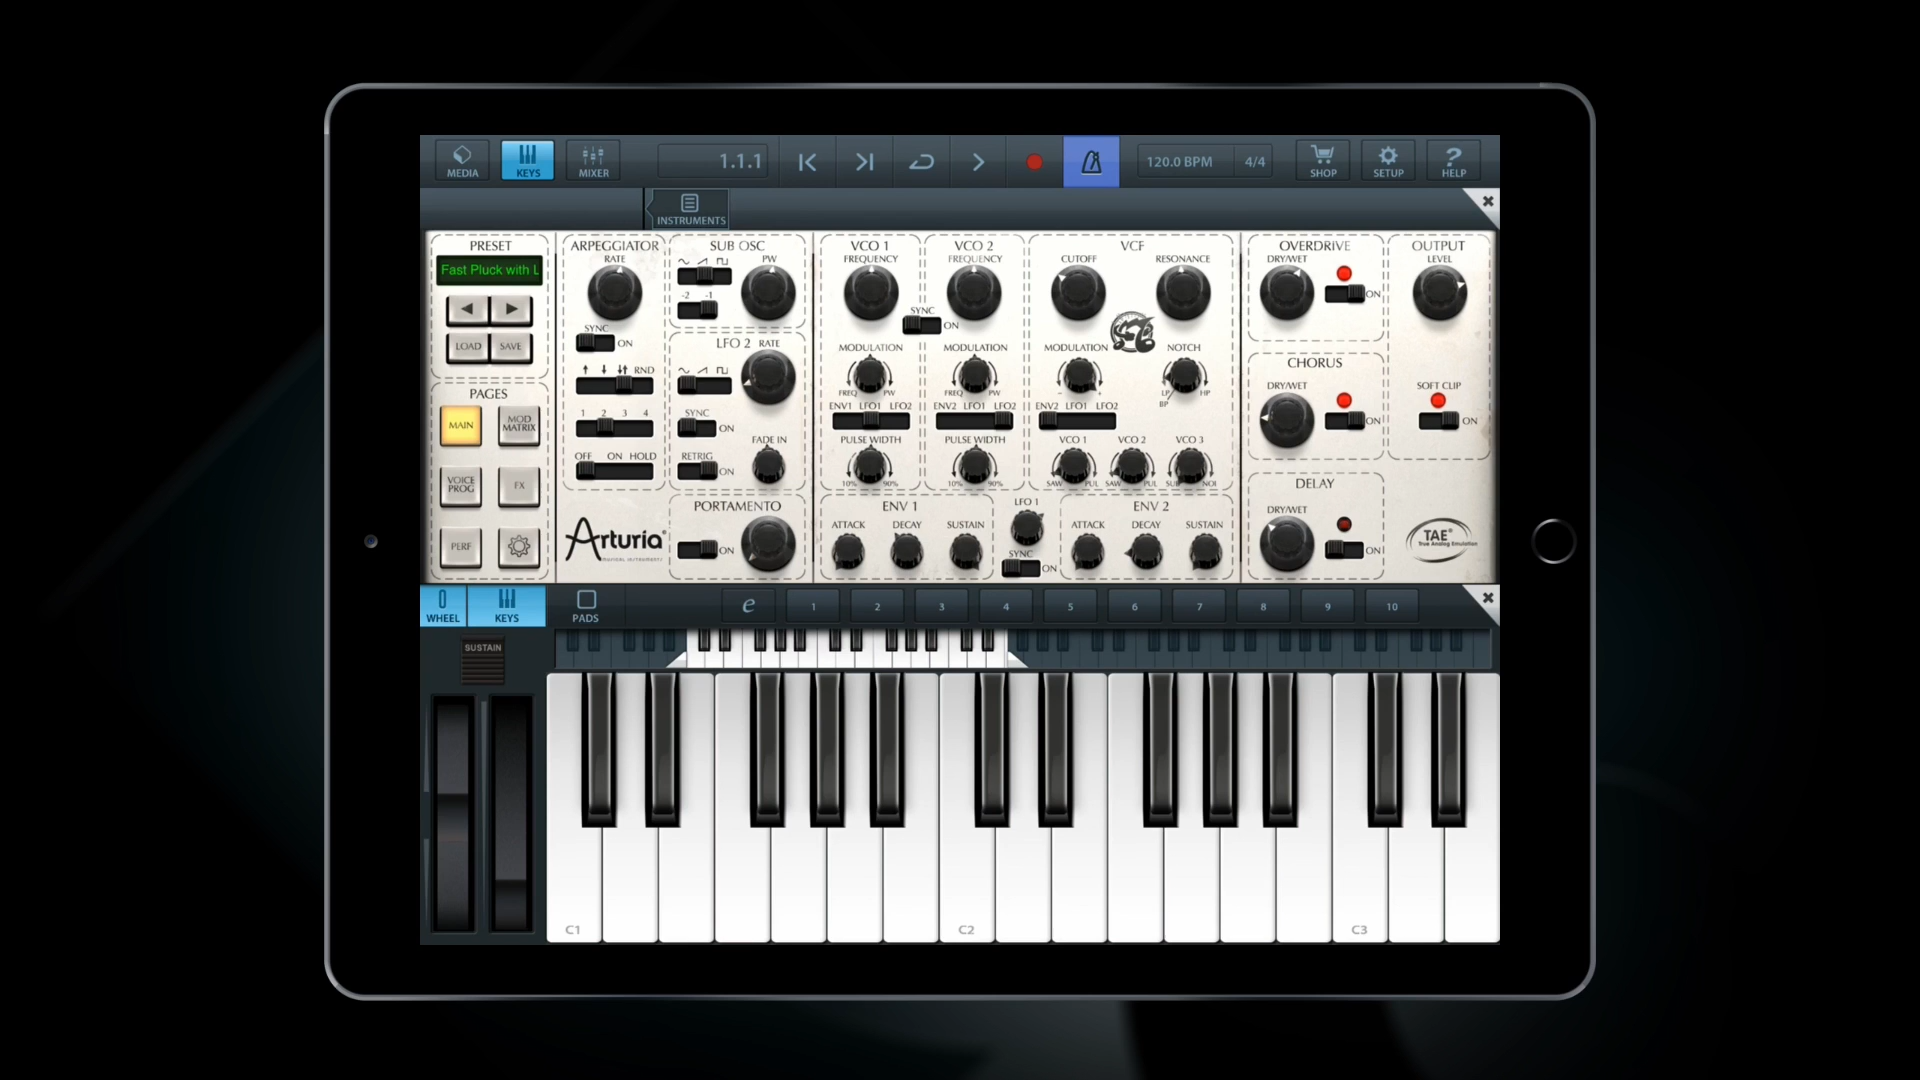 MEDIA
KEYS
MIXER
1.1.1
120.0 BPM
4/4
SHOP
SETUP
?
HELP
INSTRUMENTS
PRESET
Fast Pluck with L
LOAD
SAVE
PAGES
MAIN
MOD
MATRIX
VOICE
PROG
FX
PERF
ARPEGGIATOR
RATE
SYNC
ON
RND
1 2 3 4
OFF ON HOLD
Arturia
SUB OSC
PW
-2 -1
LFO 2
RATE
SYNC
ON
RETRIG
ON
FADE IN
PORTAMENTO
ON
VCO 1
FREQUENCY
SYNC
ON
MODULATION
FREQ PW
ENV1 LFO1 LFO2
PULSE WIDTH
10% 90%
VCO 2
FREQUENCY
MODULATION
FREQ PW
ENV2 LFO1 LFO2
PULSE WIDTH
10% 90%
VCF
CUTOFF
RESONANCE
MODULATION
- +
NOTCH
LP HP
BP
ENV2 LFO1 LFO2
VCO 1
VCO 2
VCO 3
SAW PUL
SAW PUL
SUB NOI
ENV 1
ATTACK
DECAY
SUSTAIN
LFO 1
SYNC
ON
ENV 2
ATTACK
DECAY
SUSTAIN
OVERDRIVE
DRY/WET
ON
CHORUS
DRY/WET
ON
DELAY
DRY/WET
ON
OUTPUT
LEVEL
SOFT CLIP
ON
TAE®
True Analog Emulation
WHEEL
KEYS
PADS
e
1
2
3
4
5
6
7
8
9
10
SUSTAIN
C1
C2
C3